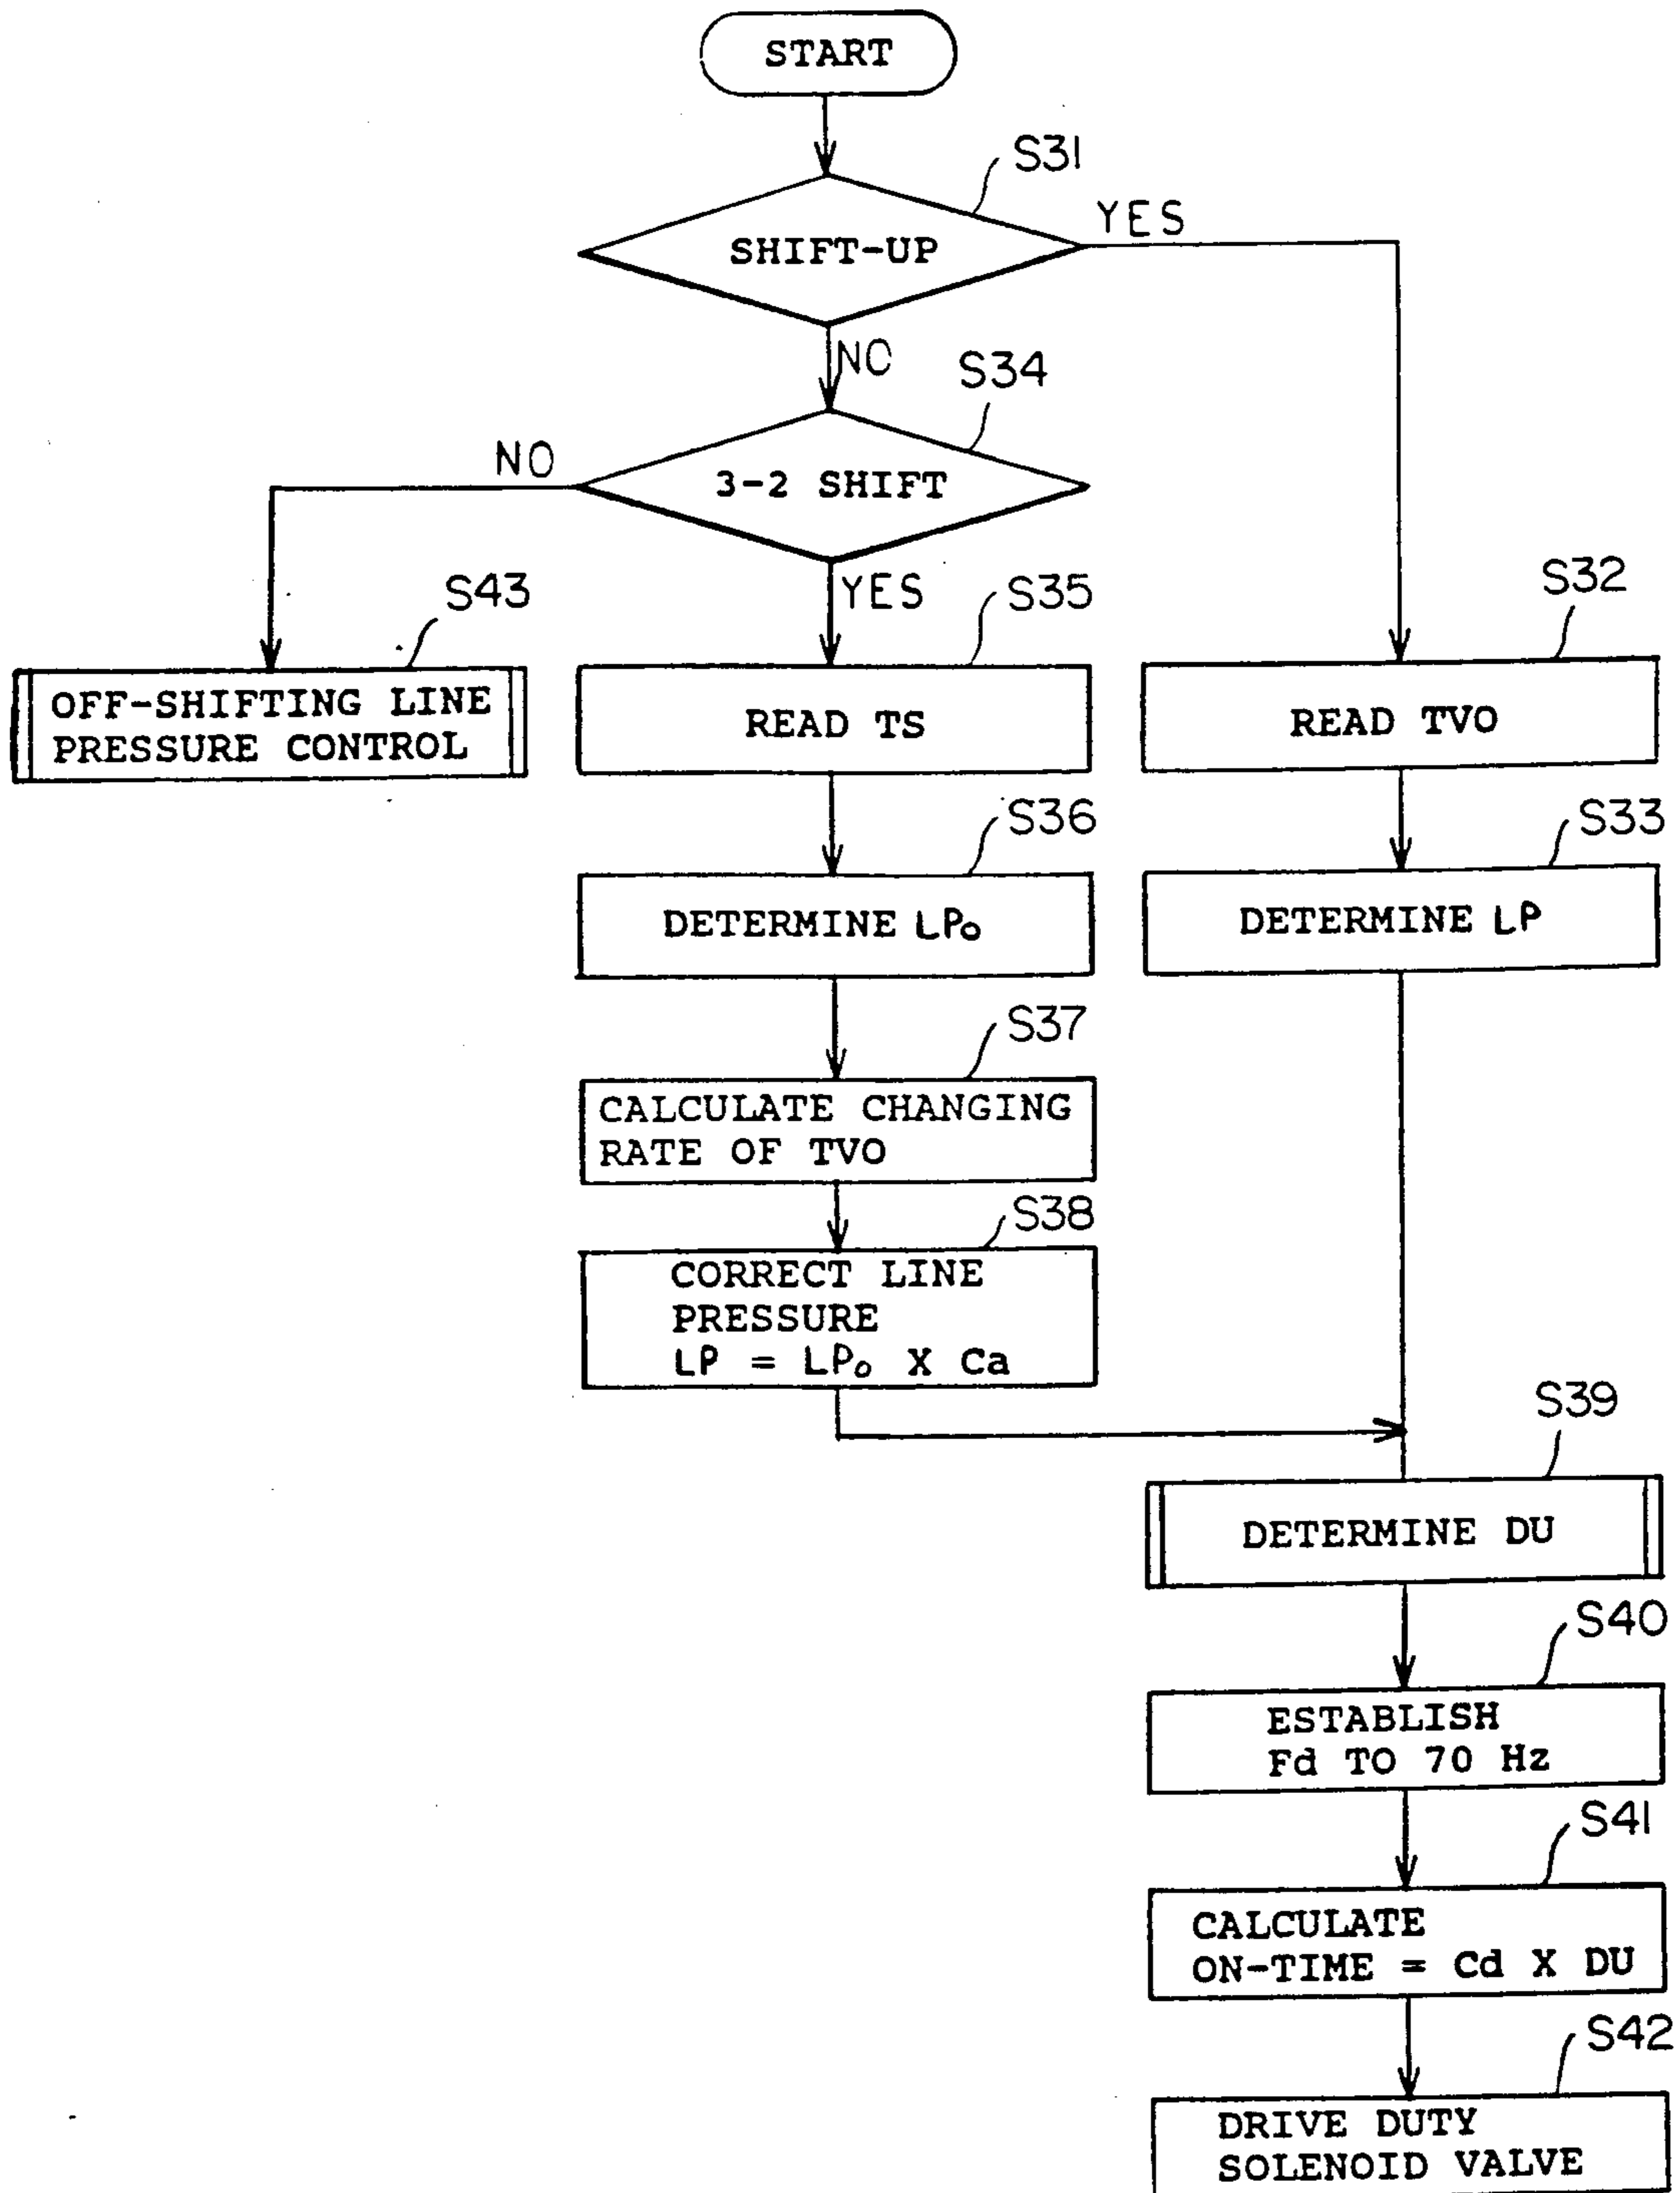 START
S31
SHIFT-UP
YES
NO
S34
3-2 SHIFT
NO
YES
S43
OFF-SHIFTING LINE
PRESSURE CONTROL
S35
READ TS
S32
READ TVO
S36
DETERMINE LPo
S33
DETERMINE LP
S37
CALCULATE CHANGING
RATE OF TVO
S38
CORRECT LINE
PRESSURE
LP = LPo X Ca
S39
DETERMINE DU
S40
ESTABLISH
Fd TO 70 Hz
S41
CALCULATE
ON-TIME = Cd X DU
S42
DRIVE DUTY
SOLENOID VALVE